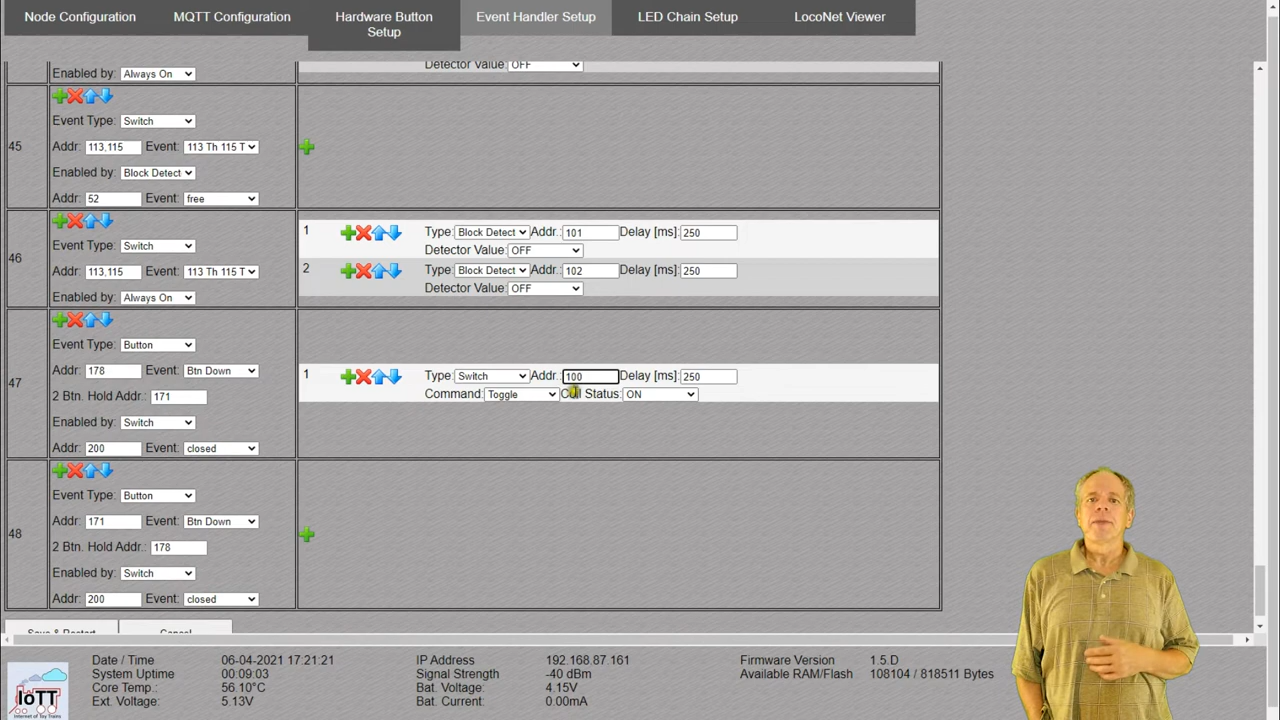 Node Configuration MQTT Configuration Hardware Button Setup Event Handler Setup LED Chain Setup LocoNet Viewer
Enabled by: Always On Detector Value: OFF
45
Event Type: Switch
Addr: 113,115 Event: 113 Th 115 T
Enabled by: Block Detect
Addr: 52 Event: free
46
Event Type: Switch
Addr: 113,115 Event: 113 Th 115 T
Enabled by: Always On
1 Type: Block Detect Addr.: 101 Delay [ms]: 250
Detector Value: OFF
2 Type: Block Detect Addr.: 102 Delay [ms]: 250
Detector Value: OFF
47
Event Type: Button
Addr: 178 Event: Btn Down
2 Btn. Hold Addr.: 171
Enabled by: Switch
Addr: 200 Event: closed
1 Type: Switch Addr.: 100 Delay [ms]: 250
Command: Toggle Coil Status: ON
48
Event Type: Button
Addr: 171 Event: Btn Down
2 Btn. Hold Addr.: 178
Enabled by: Switch
Addr: 200 Event: closed
Save & Restart Cancel
IoTT
Internet of Toy Trains
Date / Time 06-04-2021 17:21:21 IP Address 192.168.87.161 Firmware Version 1.5.D
System Uptime 00:09:03 Signal Strength -40 dBm Available RAM/Flash 108104 / 818511 Bytes
Core Temp.: 56.10°C Bat. Voltage: 4.15V
Ext. Voltage: 5.13V Bat. Current: 0.00mA